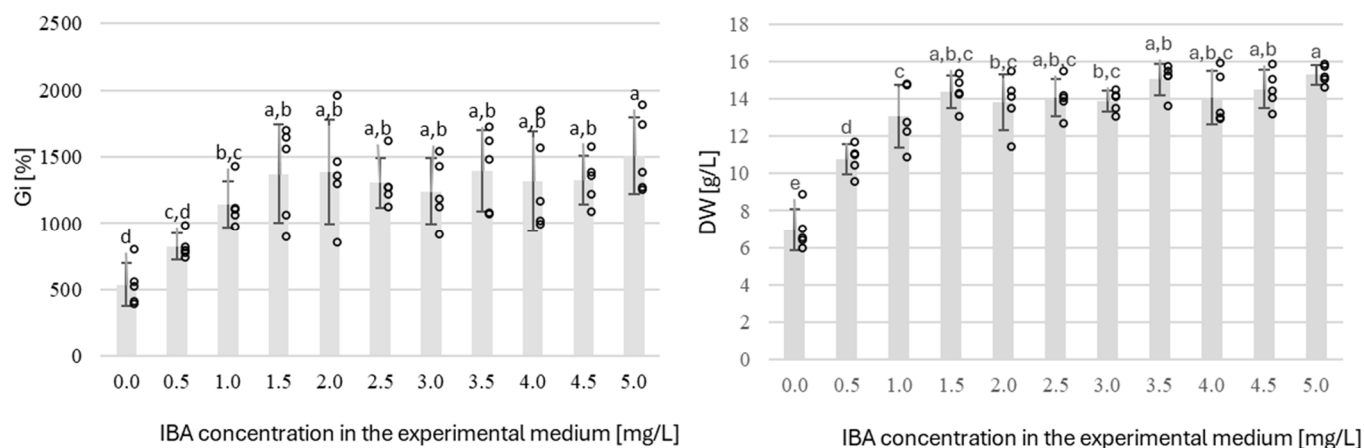 2500
2000
1500
1000
500
0
Gi [%]
d
c,d
b,c
a,b
a,b
a,b
a,b
a,b
a,b
a,b
a
0.0 0.5 1.0 1.5 2.0 2.5 3.0 3.5 4.0 4.5 5.0
IBA concentration in the experimental medium [mg/L]
18
16
14
12
10
8
6
4
2
0
DW [g/L]
e
d
c
a,b,c
b,c
a,b,c
b,c
a,b
a,b,c
a,b
a
0.0 0.5 1.0 1.5 2.0 2.5 3.0 3.5 4.0 4.5 5.0
IBA concentration in the experimental medium [mg/L]